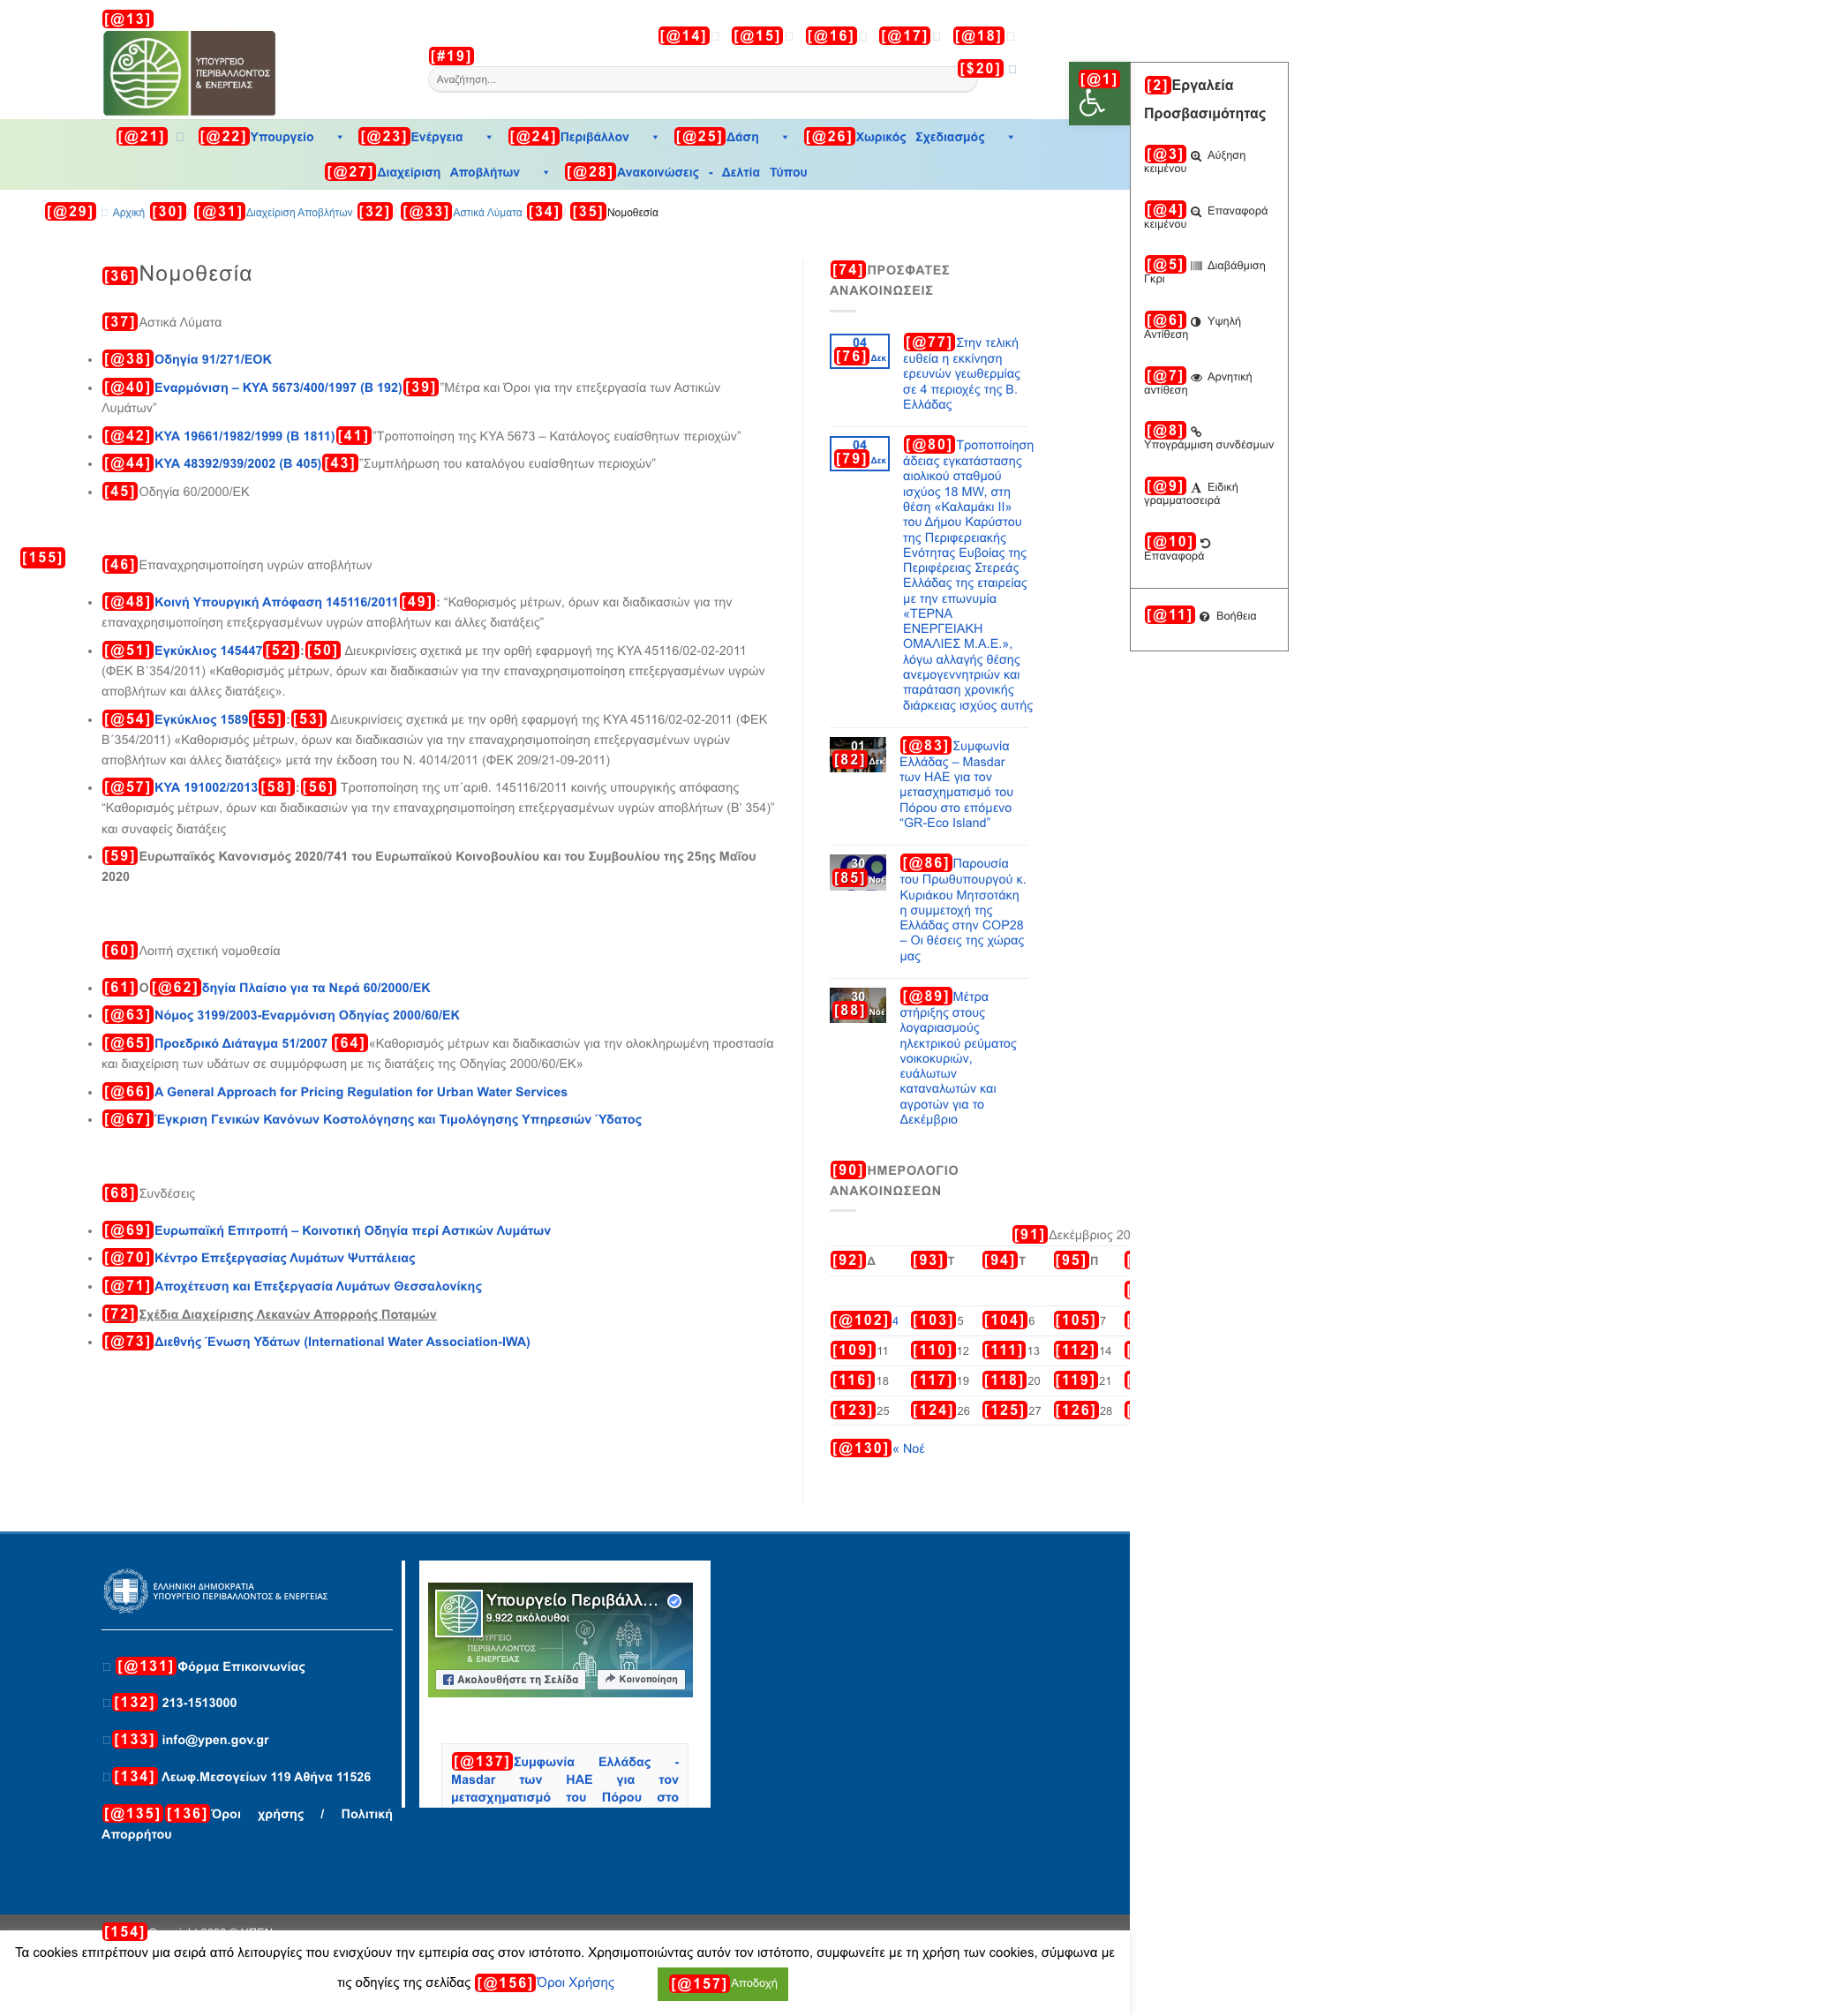 [@13]
ΥΠΟΥΡΓΕΙΟ
ΠΕΡΙΒΑΛΛΟΝΤΟΣ
& ΕΝΕΡΓΕΙΑΣ
[@14] [@15] [@16] [@17] [@18]
[#19]
Αναζήτηση...
[$20]
[@21] [@22]Υπουργείο [@23]Ενέργεια [@24]Περιβάλλον [@25]Δάση [@26]Χωρικός Σχεδιασμός
[@27]Διαχείριση Αποβλήτων [@28]Ανακοινώσεις - Δελτία Τύπου
[@29] Αρχική [30] [@31]Διαχείριση Αποβλήτων [32] [@33]Αστικά Λύματα [34] [35]Νομοθεσία
[@1]
[2]Εργαλεία
Προσβασιμότητας
[@3] Αύξηση
κειμένου
[@4] Επαναφορά
κειμένου
[@5] Διαβάθμιση
Γκρι
[@6] Υψηλή
Αντίθεση
[@7] Αρνητική
αντίθεση
[@8]
Υπογράμμιση συνδέσμων
[@9] Ειδική
γραμματοσειρά
[@10]
Επαναφορά
[@11] Βοήθεια
[36]Νομοθεσία
[37]Αστικά Λύματα
[@38]Οδηγία 91/271/ΕΟΚ
[@40]Εναρμόνιση – ΚΥΑ 5673/400/1997 (Β 192)[39]”Μέτρα και Όροι για την επεξεργασία των Αστικών
Λυμάτων”
[@42]ΚΥΑ 19661/1982/1999 (Β 1811)[41]”Τροποποίηση της ΚΥΑ 5673 – Κατάλογος ευαίσθητων περιοχών”
[@44]ΚΥΑ 48392/939/2002 (Β 405)[43]”Συμπλήρωση του καταλόγου ευαίσθητων περιοχών”
[45]Οδηγία 60/2000/ΕΚ
[155]
[46]Επαναχρησιμοποίηση υγρών αποβλήτων
[@48]Κοινή Υπουργική Απόφαση 145116/2011[49]: “Καθορισμός μέτρων, όρων και διαδικασιών για την
επαναχρησιμοποίηση επεξεργασμένων υγρών αποβλήτων και άλλες διατάξεις”
[@51]Εγκύκλιος 145447[52]:[50] Διευκρινίσεις σχετικά με την ορθή εφαρμογή της ΚΥΑ 45116/02-02-2011
(ΦΕΚ Β΄354/2011) «Καθορισμός μέτρων, όρων και διαδικασιών για την επαναχρησιμοποίηση επεξεργασμένων υγρών
αποβλήτων και άλλες διατάξεις».
[@54]Εγκύκλιος 1589[55]:[53] Διευκρινίσεις σχετικά με την ορθή εφαρμογή της ΚΥΑ 45116/02-02-2011 (ΦΕΚ
Β΄354/2011) «Καθορισμός μέτρων, όρων και διαδικασιών για την επαναχρησιμοποίηση επεξεργασμένων υγρών
αποβλήτων και άλλες διατάξεις» μετά την έκδοση του Ν. 4014/2011 (ΦΕΚ 209/21-09-2011)
[@57]ΚΥΑ 191002/2013[58]:[56] Τροποποίηση της υπ΄αριθ. 145116/2011 κοινής υπουργικής απόφασης
“Καθορισμός μέτρων, όρων και διαδικασιών για την επαναχρησιμοποίηση επεξεργασμένων υγρών αποβλήτων (Β’ 354)”
και συναφείς διατάξεις
[59]Ευρωπαϊκός Κανονισμός 2020/741 του Ευρωπαϊκού Κοινοβουλίου και του Συμβουλίου της 25ης Μαΐου
2020
[60]Λοιπή σχετική νομοθεσία
[61]Ο[@62]δηγία Πλαίσιο για τα Νερά 60/2000/ΕΚ
[@63]Νόμος 3199/2003-Εναρμόνιση Οδηγίας 2000/60/ΕΚ
[@65]Προεδρικό Διάταγμα 51/2007 [64]«Καθορισμός μέτρων και διαδικασιών για την ολοκληρωμένη προστασία
και διαχείριση των υδάτων σε συμμόρφωση με τις διατάξεις της Οδηγίας 2000/60/ΕΚ»
[@66]A General Approach for Pricing Regulation for Urban Water Services
[@67]Έγκριση Γενικών Κανόνων Κοστολόγησης και Τιμολόγησης Υπηρεσιών Ύδατος
[68]Συνδέσεις
[@69]Ευρωπαϊκή Επιτροπή – Κοινοτική Οδηγία περί Αστικών Λυμάτων
[@70]Κέντρο Επεξεργασίας Λυμάτων Ψυττάλειας
[@71]Αποχέτευση και Επεξεργασία Λυμάτων Θεσσαλονίκης
[72]Σχέδια Διαχείρισης Λεκανών Απορροής Ποταμών
[@73]Διεθνής Ένωση Υδάτων (International Water Association-IWA)
[74]ΠΡΟΣΦΑΤΕΣ
ΑΝΑΚΟΙΝΩΣΕΙΣ
04
[76]Δεκ
[@77]Στην τελική
ευθεία η εκκίνηση
ερευνών γεωθερμίας
σε 4 περιοχές της Β.
Ελλάδας
04
[79]Δεκ
[@80]Τροποποίηση
άδειας εγκατάστασης
αιολικού σταθμού
ισχύος 18 MW, στη
θέση «Καλαμάκι ΙΙ»
του Δήμου Καρύστου
της Περιφερειακής
Ενότητας Ευβοίας της
Περιφέρειας Στερεάς
Ελλάδας της εταιρείας
με την επωνυμία
«ΤΕΡΝΑ
ΕΝΕΡΓΕΙΑΚΗ
ΟΜΑΛΙΕΣ Μ.Α.Ε.»,
λόγω αλλαγής θέσης
ανεμογεννητριών και
παράταση χρονικής
διάρκειας ισχύος αυτής
01
[82]Δεκ
[@83]Συμφωνία
Ελλάδας – Masdar
των ΗΑΕ για τον
μετασχηματισμό του
Πόρου στο επόμενο
“GR-Eco Island”
30
[85]Νοέ
[@86]Παρουσία
του Πρωθυπουργού κ.
Κυριάκου Μητσοτάκη
η συμμετοχή της
Ελλάδας στην COP28
– Οι θέσεις της χώρας
μας
30
[88]Νοέ
[@89]Μέτρα
στήριξης στους
λογαριασμούς
ηλεκτρικού ρεύματος
νοικοκυριών,
ευάλωτων
καταναλωτών και
αγροτών για το
Δεκέμβριο
[90]ΗΜΕΡΟΛΟΓΙΟ
ΑΝΑΚΟΙΝΩΣΕΩΝ
[91]Δεκέμβριος 20
[92]Δ [93]Τ [94]Τ [95]Π [
[
[@102]4 [103]5 [104]6 [105]7 [
[109]11 [110]12 [111]13 [112]14 [
[116]18 [117]19 [118]20 [119]21 [
[123]25 [124]26 [125]27 [126]28 [
[@130]« Νοέ
ΕΛΛΗΝΙΚΗ ΔΗΜΟΚΡΑΤΙΑ
ΥΠΟΥΡΓΕΙΟ ΠΕΡΙΒΑΛΛΟΝΤΟΣ & ΕΝΕΡΓΕΙΑΣ
[@131]Φόρμα Επικοινωνίας
[132] 213-1513000
[133] info@ypen.gov.gr
[134] Λεωφ.Μεσογείων 119 Αθήνα 11526
[@135][136]Όροι χρήσης / Πολιτική
Απορρήτου
Υπουργείο Περιβάλλ…
9.922 ακόλουθοι
ΥΠΟΥΡΓΕΙΟ
ΠΕΡΙΒΑΛΛΟΝΤΟΣ
& ΕΝΕΡΓΕΙΑΣ
Ακολουθήστε τη Σελίδα Κοινοποίηση
[@137]Συμφωνία Ελλάδας -
Masdar των ΗΑΕ για τον
μετασχηματισμό του Πόρου στο
[154]
Τα cookies επιτρέπουν μια σειρά από λειτουργίες που ενισχύουν την εμπειρία σας στον ιστότοπο. Χρησιμοποιώντας αυτόν τον ιστότοπο, συμφωνείτε με τη χρήση των cookies, σύμφωνα με
τις οδηγίες της σελίδας [@156]Όροι Χρήσης [@157]Αποδοχή